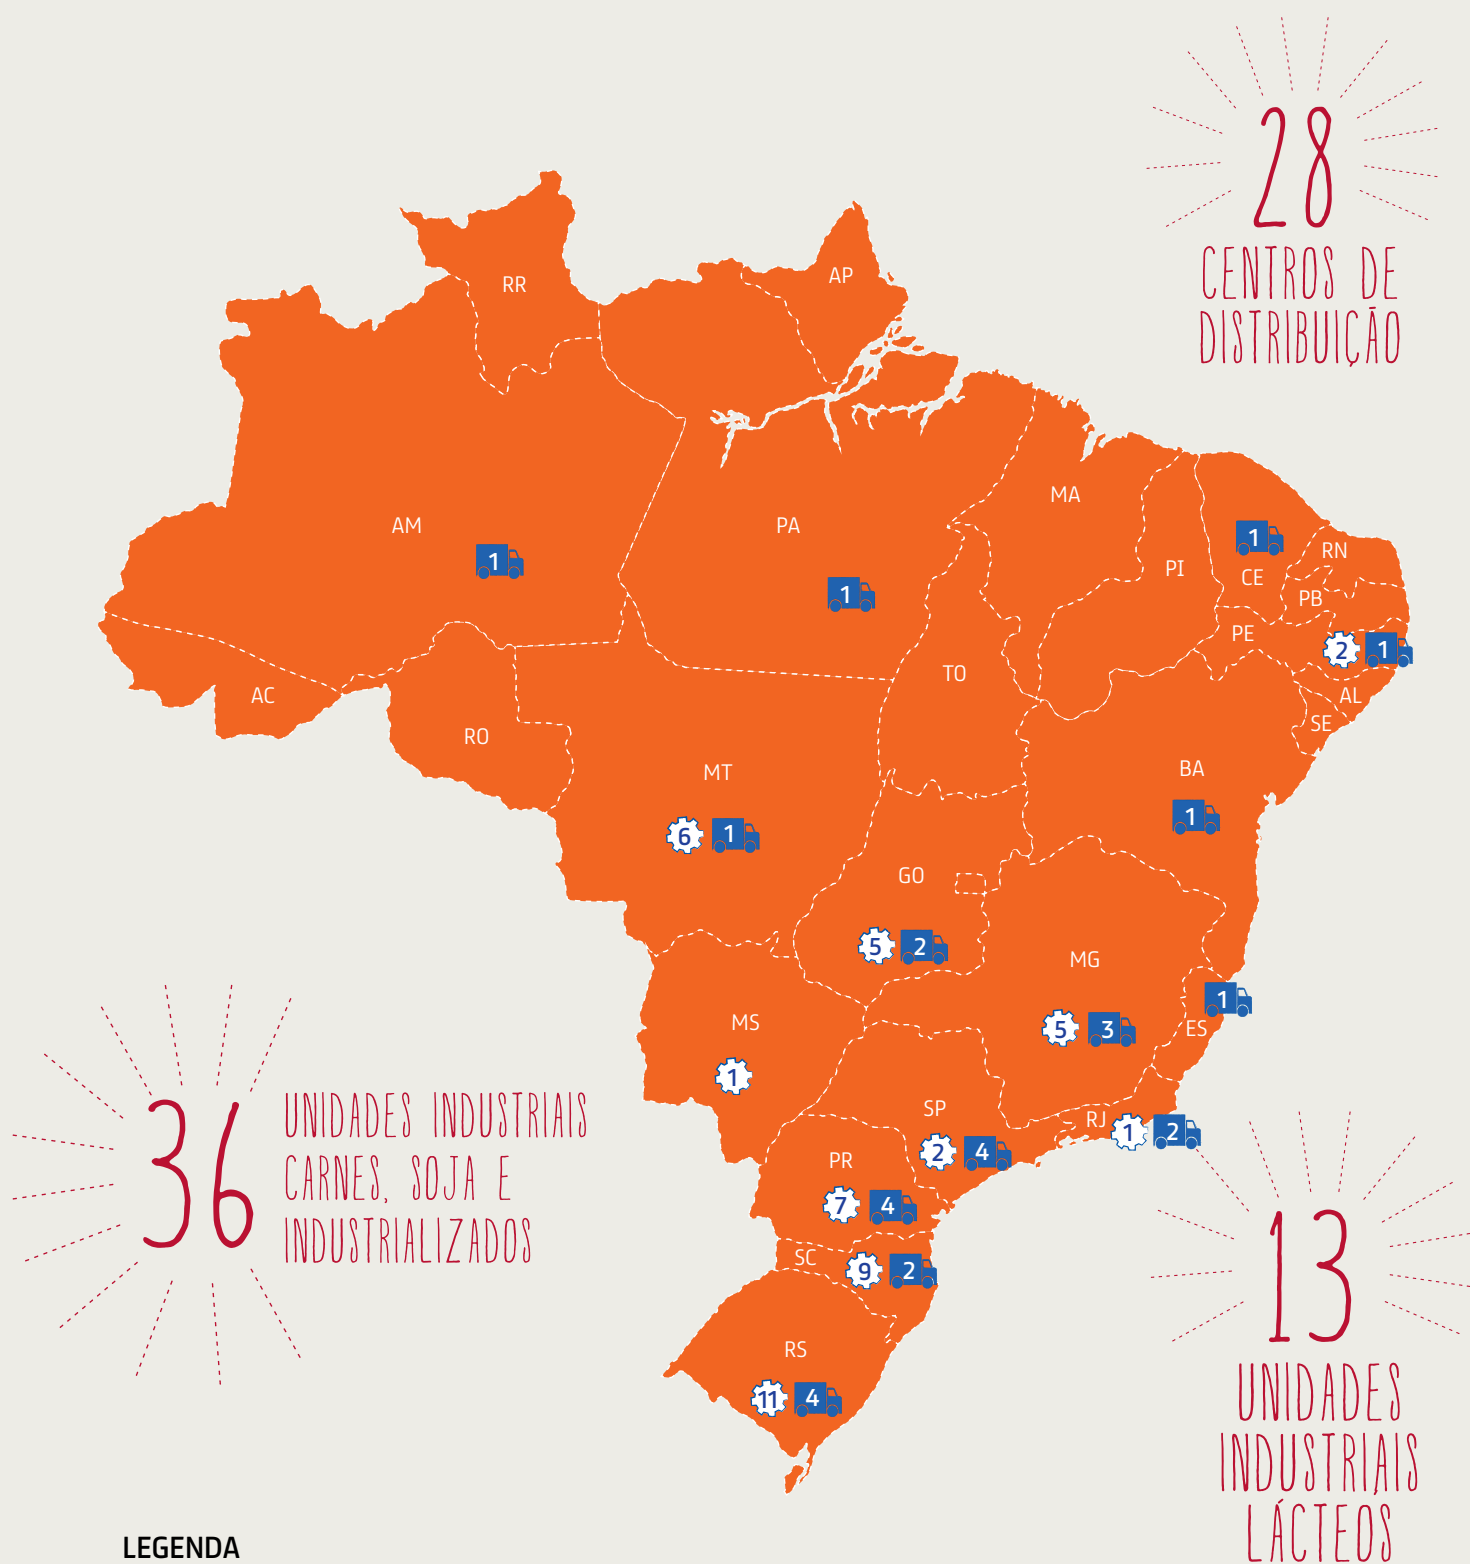 28
CENTROS DE
DISTRIBUIÇÃO
RR
AP
AM
1
PA
1
MA
PI
1
CE
RN
PB
PE
2 1
AL
SE
AC
RO
TO
MT
6 1
BA
1
GO
5 2
MG
5 3
1
ES
MS
1
SP
2 4
RJ 1 2
PR
7 4
SC 9 2
RS
11 4
36
UNIDADES INDUSTRIAIS
CARNES, SOJA E
INDUSTRIALIZADOS
13
UNIDADES
INDUSTRIAIS
LÁCTEOS
LEGENDA